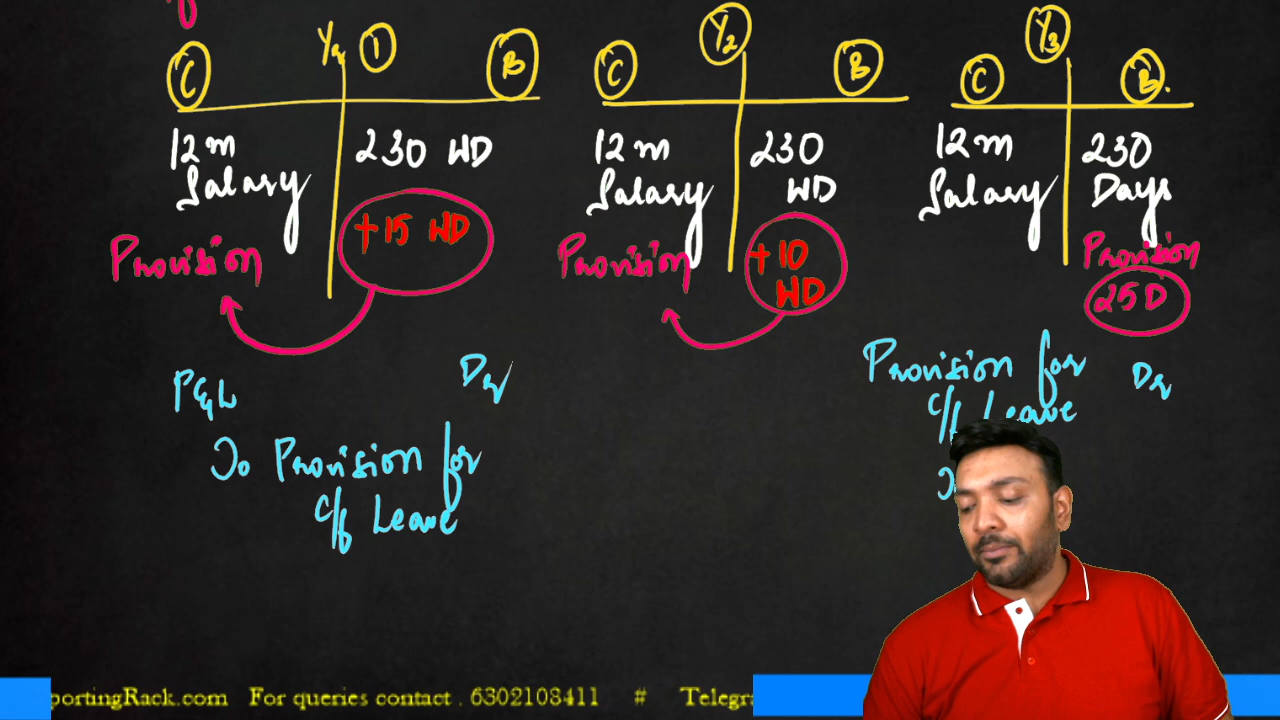 C Yr 1 B
12m
Salary
230 WD
+15 WD
Provision
P&L Dr
To Provision for
c/f Leave
C Y2 B
12m
Salary
230
WD
+10
WD
Provision
C Y3 B
12m
Salary
230
Days
Provision
25D
Provision for Dr
c/f Leave
portingRack.com For queries contact . 6302108411 # Telegra